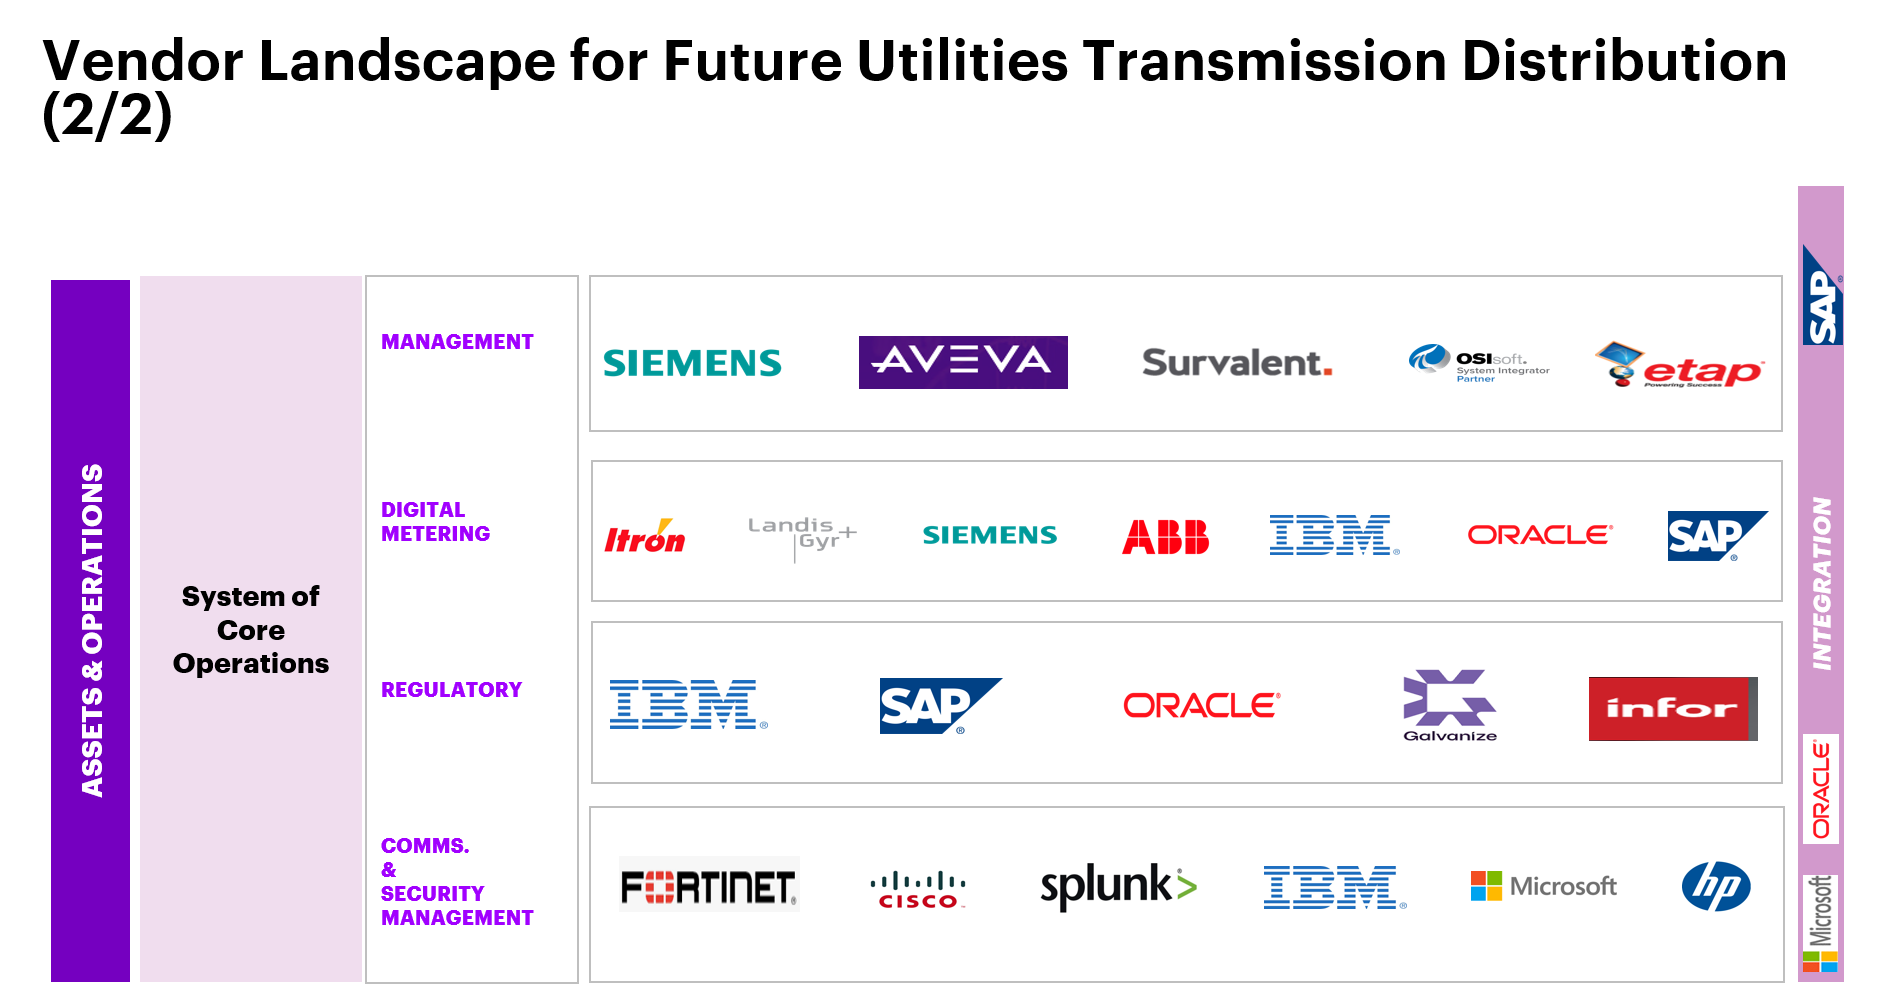 Vendor Landscape for Future Utilities Transmission Distribution
(2/2)
ASSETS & OPERATIONS
System of
Core
Operations
MANAGEMENT
SIEMENS
AVEVA
Survalent.
OSIsoft.
System Integrator
Partner
etap
Powering Success
DIGITAL
METERING
Itron
Landis
Gyr+
SIEMENS
ABB
IBM®
ORACLE®
SAP®
REGULATORY
IBM®
SAP®
ORACLE®
Galvanize
infor
COMMS.
&
SECURITY
MANAGEMENT
FORTINET®
CISCO
splunk>
IBM®
Microsoft
hp
SAP®
INTEGRATION
ORACLE®
Microsoft